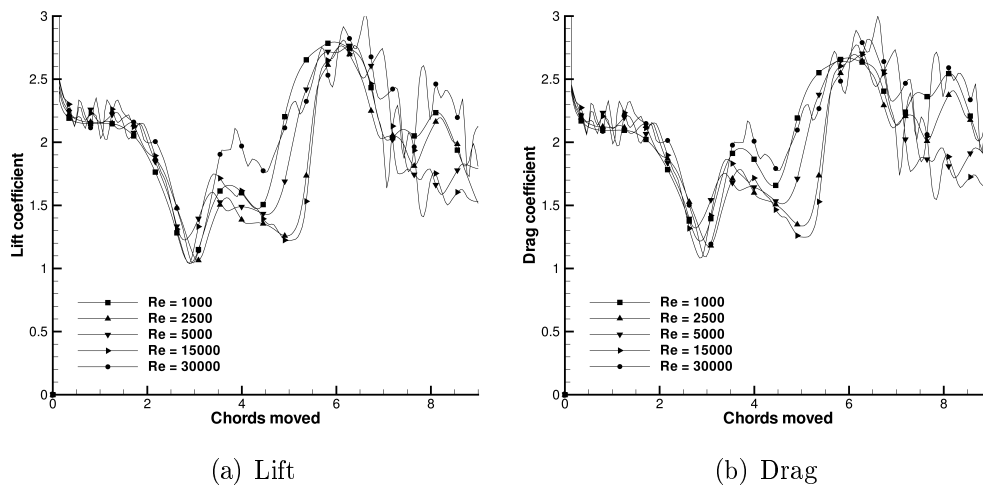 3
2.5
2
1.5
1
0.5
0
Lift coefficient
Re = 1000
Re = 2500
Re = 5000
Re = 15000
Re = 30000
0 2 4 6 8
Chords moved
(a) Lift
3
2.5
2
1.5
1
0.5
0
Drag coefficient
Re = 1000
Re = 2500
Re = 5000
Re = 15000
Re = 30000
0 2 4 6 8
Chords moved
(b) Drag